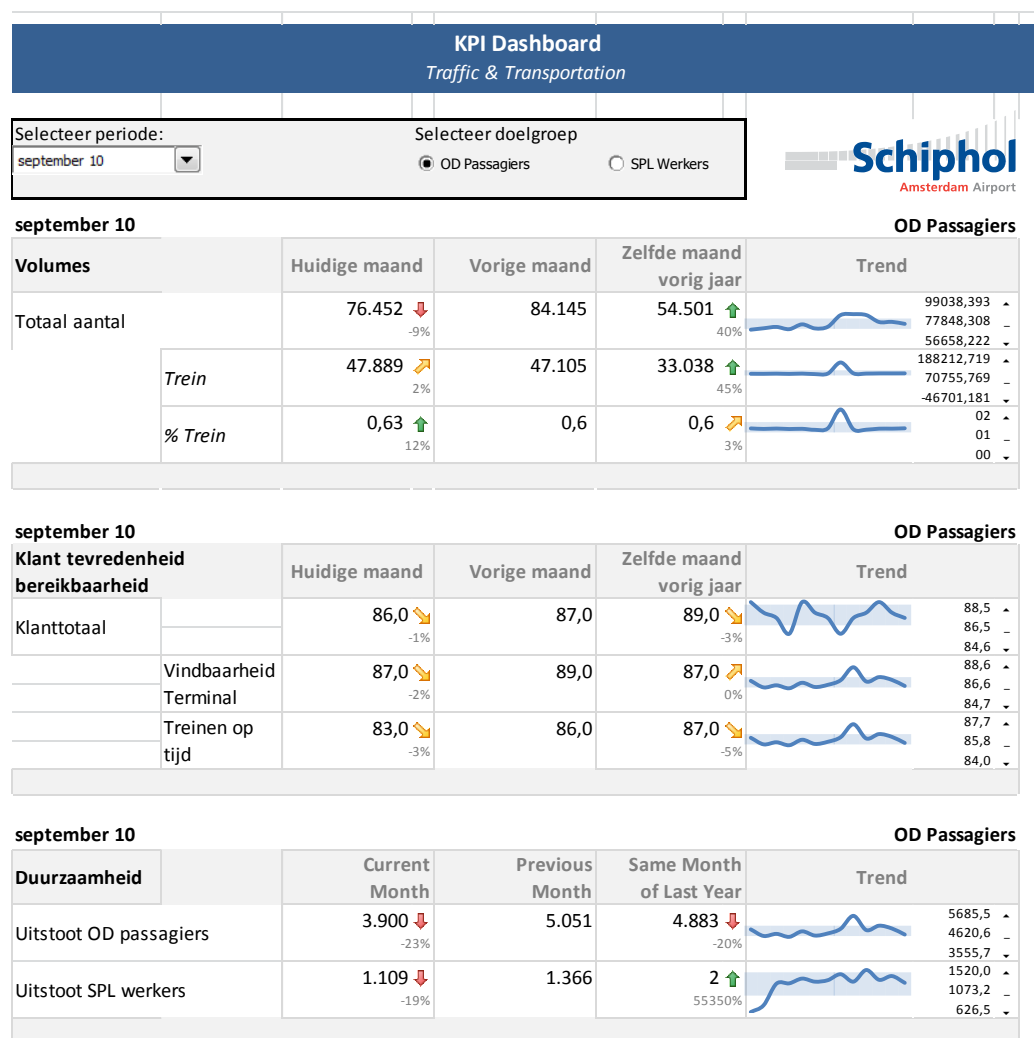 KPI Dashboard
Traffic & Transportation
Selecteer periode:
Selecteer doelgroep
september 10
OD Passagiers
SPL Werkers
Schiphol
Amsterdam Airport
september 10
OD Passagiers
Volumes
Huidige maand
Vorige maand
Zelfde maand
vorig jaar
Trend
Totaal aantal
76.452
-9%
84.145
54.501
40%
99038,393
77848,308
56658,222
Trein
47.889
2%
47.105
33.038
45%
188212,719
70755,769
-46701,181
% Trein
0,63
12%
0,6
0,6
3%
02
01
00
september 10
OD Passagiers
Klant tevredenheid
bereikbaarheid
Huidige maand
Vorige maand
Zelfde maand
vorig jaar
Trend
Klanttotaal
86,0
-1%
87,0
89,0
-3%
88,5
86,5
84,6
Vindbaarheid
Terminal
87,0
-2%
89,0
87,0
0%
88,6
86,6
84,7
Treinen op
tijd
83,0
-3%
86,0
87,0
-5%
87,7
85,8
84,0
september 10
OD Passagiers
Duurzaamheid
Current
Month
Previous
Month
Same Month
of Last Year
Trend
Uitstoot OD passagiers
3.900
-23%
5.051
4.883
-20%
5685,5
4620,6
3555,7
Uitstoot SPL werkers
1.109
-19%
1.366
2
55350%
1520,0
1073,2
626,5